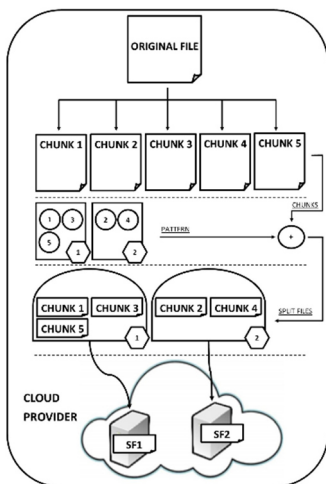 ORIGINAL FILE
CHUNK 1 CHUNK 2 CHUNK 3 CHUNK 4 CHUNK 5
CHUNKS
1 3 2 4
5
1 2
PATTERN
+
SPLIT FILES
CHUNK 1 CHUNK 3 CHUNK 2 CHUNK 4
CHUNK 5
1 2
CLOUD
PROVIDER
SF1 SF2